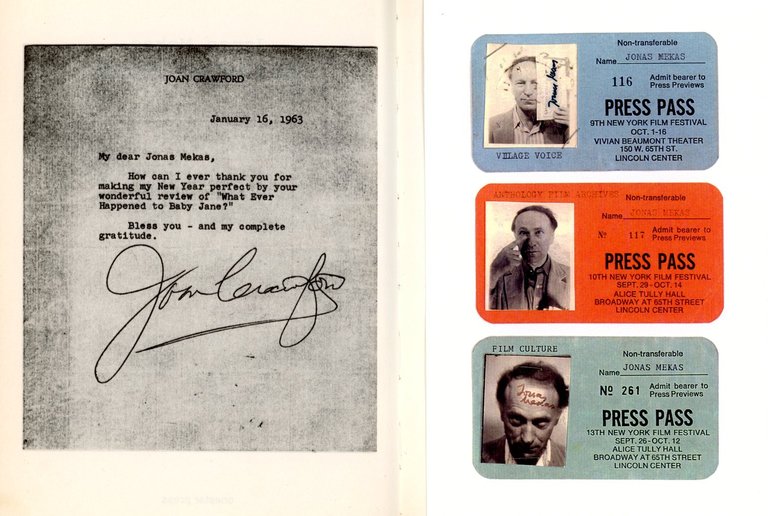 JOAN CRAWFORD
January 16, 1963
My dear Jonas Mekas,
How can I ever thank you for
making my New Year perfect by your
wonderful review of "What Ever
Happened to Baby Jane?"
Bless you - and my complete
gratitude.
Joan Crawford
Non-transferable
Name JONAS MEKAS
116 Admit bearer to
Press Previews
PRESS PASS
9TH NEW YORK FILM FESTIVAL
OCT. 1-16
VIVIAN BEAUMONT THEATER
150 W. 65TH ST.
LINCOLN CENTER
Jonas Mekas
VILAGE VOICE
ANTHOLOGY FILM ARCHIVES
Non-transferable
Name JONAS MEKAS
Nº 117 Admit bearer to
Press Previews
PRESS PASS
10TH NEW YORK FILM FESTIVAL
SEPT. 29-OCT. 14
ALICE TULLY HALL
BROADWAY AT 65TH STREET
LINCOLN CENTER
FILM CULTURE
Non-transferable
Name JONAS MEKAS
Nº 261 Admit bearer to
Press Previews
PRESS PASS
13TH NEW YORK FILM FESTIVAL
SEPT. 26-OCT. 12
ALICE TULLY HALL
BROADWAY AT 65TH STREET
LINCOLN CENTER
Jonas
Mekas